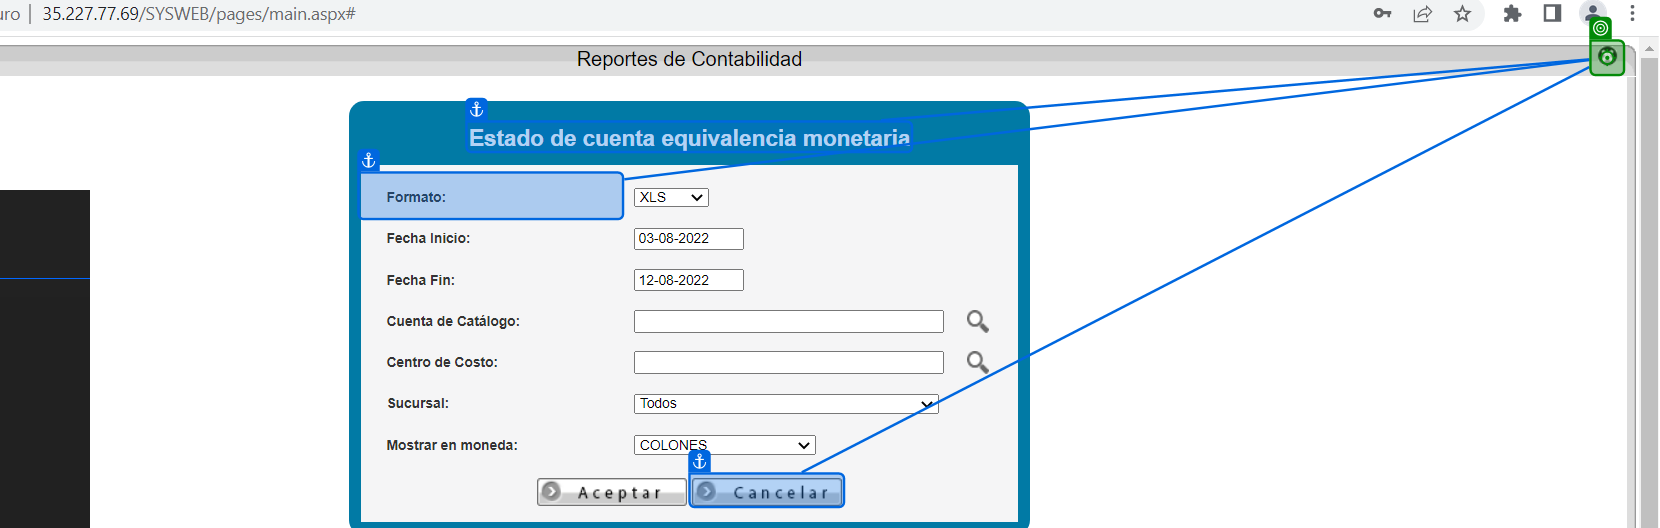 uro | 35.227.77.69/SYSWEB/pages/main.aspx#
Reportes de Contabilidad
Estado de cuenta equivalencia monetaria
Formato: XLS
Fecha Inicio: 03-08-2022
Fecha Fin: 12-08-2022
Cuenta de Catálogo:
Centro de Costo:
Sucursal: Todos
Mostrar en moneda: COLONES
Aceptar Cancelar